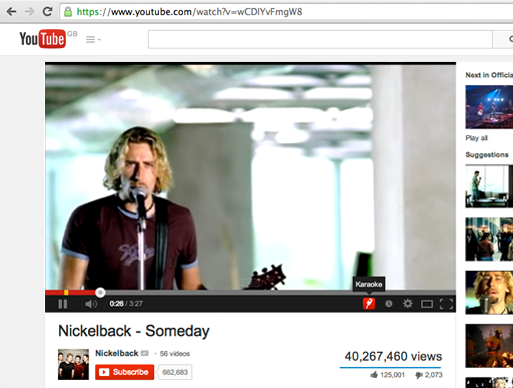 https://www.youtube.com/watch?v=wCDIYvFmgW8
YouTube GB
Next in Officia
Play all
Suggestions
Karaoke
0:26 / 3:27
Nickelback - Someday
Nickelback · 56 videos
Subscribe 662,683
40,267,460 views
125,001 2,073